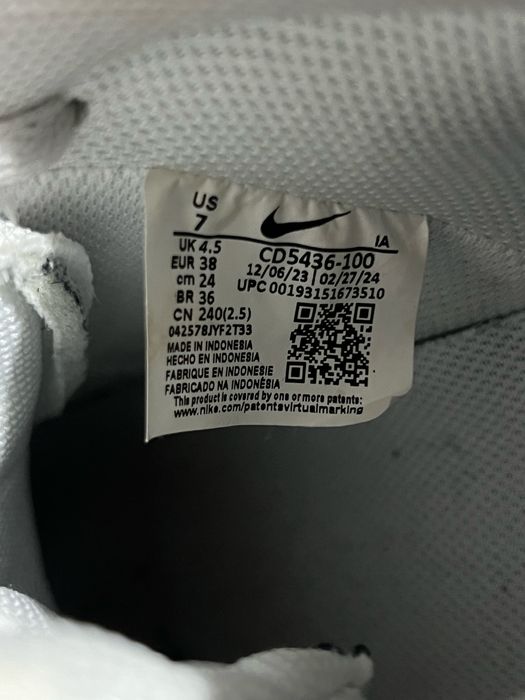 US
7
IA
UK 4.5
CD5436-100
EUR 38
12/06/23 | 02/27/24
cm 24
UPC 00193151673510
BR 36
CN 240(2.5)
042578JYF2T33
MADE IN INDONESIA
HECHO EN INDONESIA
FABRIQUE EN INDONESIE
FABRICADO NA INDONÉSIA
This product is covered by one or more patents:
www.nike.com/patentsvirtualmarking